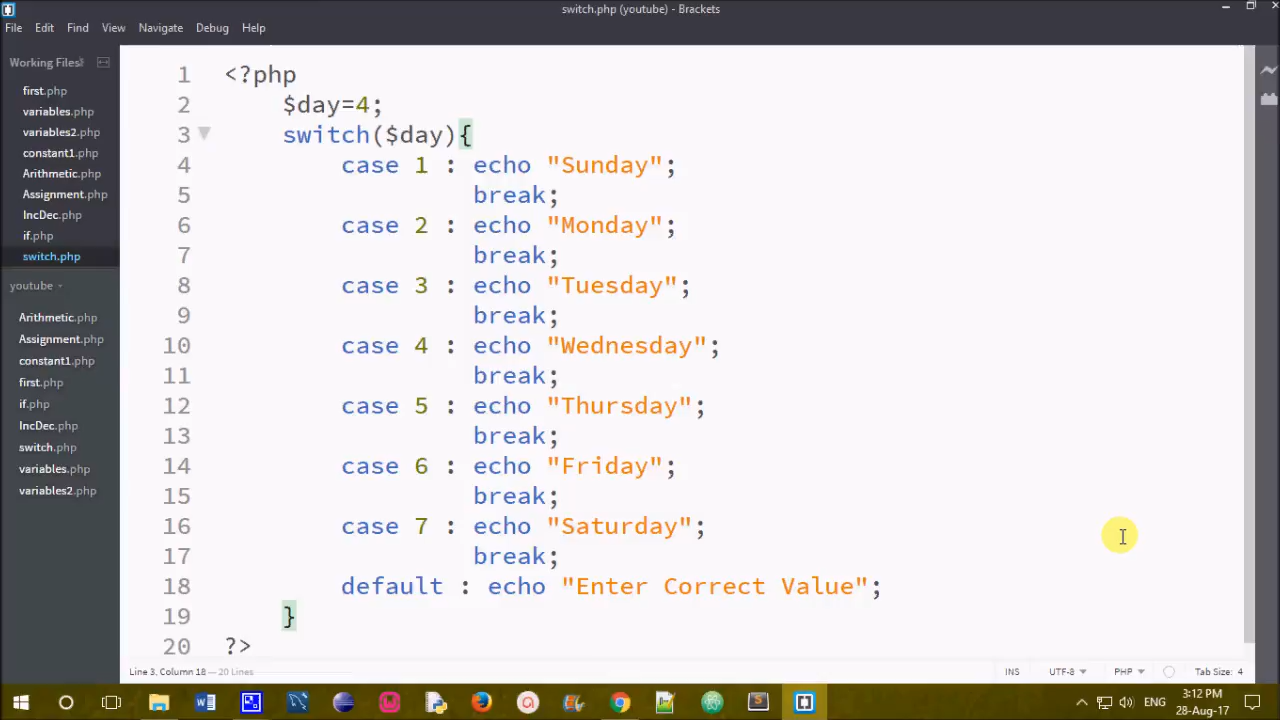 switch.php (youtube) - Brackets
File Edit Find View Navigate Debug Help
Working Files
first.php
variables.php
variables2.php
constant1.php
Arithmetic.php
Assignment.php
IncDec.php
if.php
switch.php
youtube
Arithmetic.php
Assignment.php
constant1.php
first.php
if.php
IncDec.php
switch.php
variables.php
variables2.php
1 <?php
2 $day=4;
3 switch($day){
4 case 1 : echo "Sunday";
5 break;
6 case 2 : echo "Monday";
7 break;
8 case 3 : echo "Tuesday";
9 break;
10 case 4 : echo "Wednesday";
11 break;
12 case 5 : echo "Thursday";
13 break;
14 case 6 : echo "Friday";
15 break;
16 case 7 : echo "Saturday";
17 break;
18 default : echo "Enter Correct Value";
19 }
20 ?>
Line 3, Column 18 — 20 Lines INS UTF-8 PHP Tab Size: 4
ENG 3:12 PM
28-Aug-17